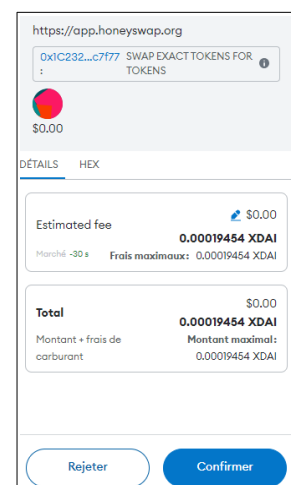 https://app.honeyswap.org
0x1C232...c7f77 SWAP EXACT TOKENS FOR
: TOKENS
$0.00
DÉTAILS HEX
$0.00
Estimated fee
0.00019454 XDAI
Marché ~30 s Frais maximaux: 0.00019454 XDAI
$0.00
Total
0.00019454 XDAI
Montant + frais de Montant maximal:
carburant 0.00019454 XDAI
Rejeter Confirmer